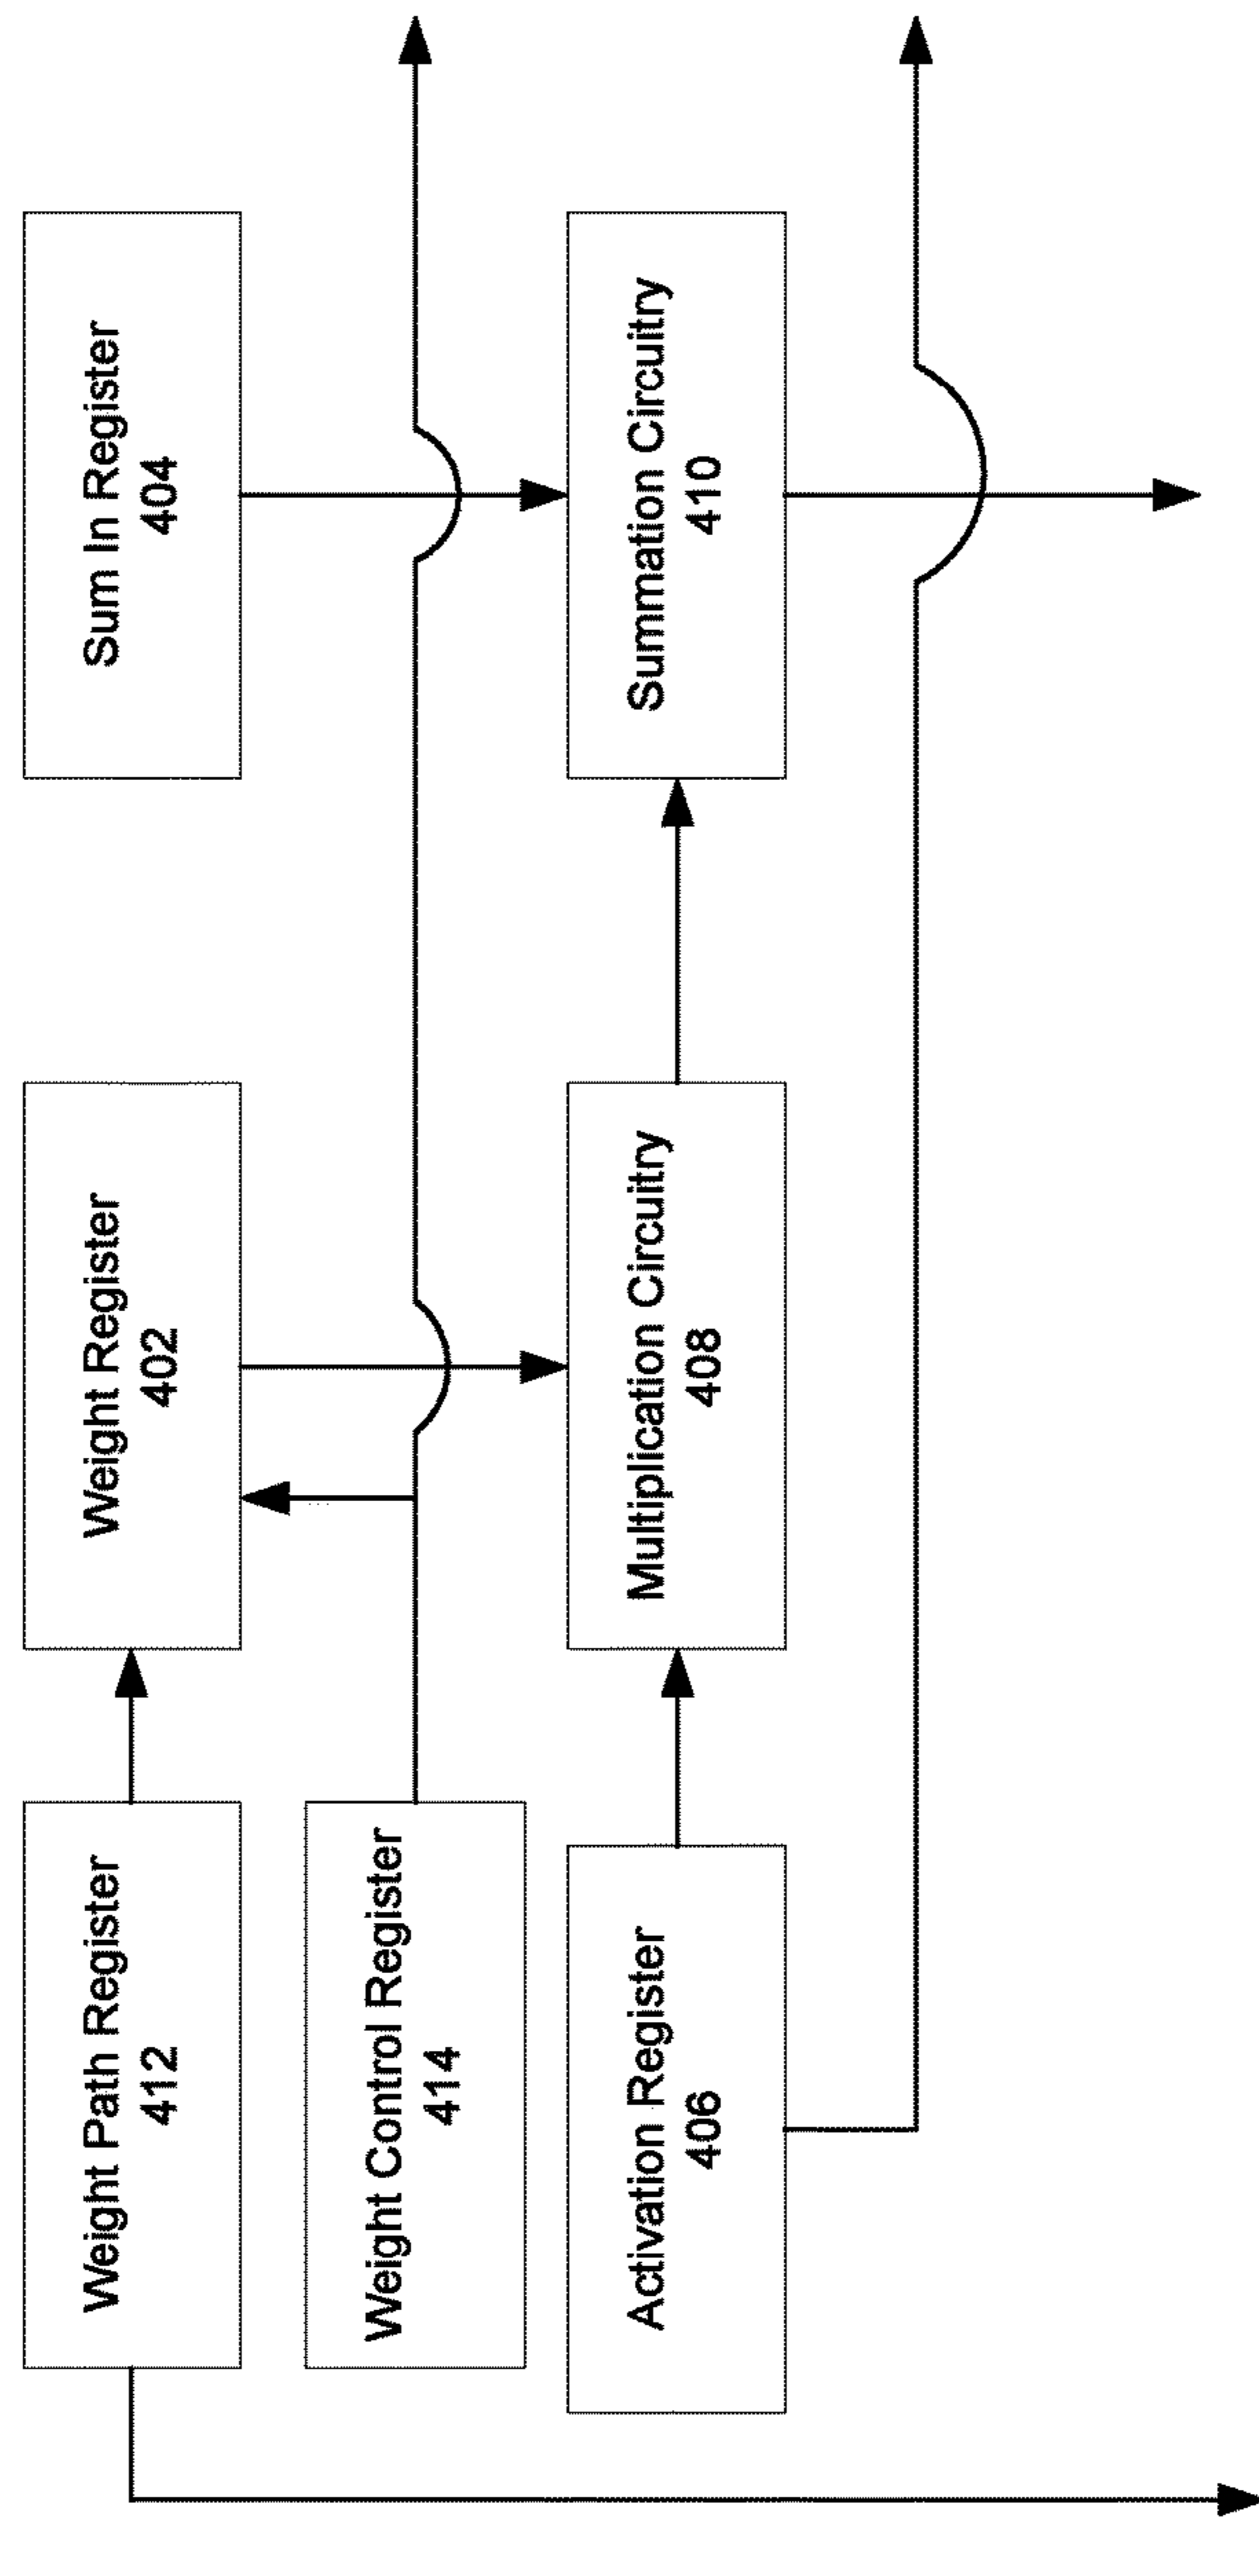 Weight Path Register
412
Weight Register
402
Sum In Register
404
Weight Control Register
414
Activation Register
406
Multiplication Circuitry
408
Summation Circuitry
410